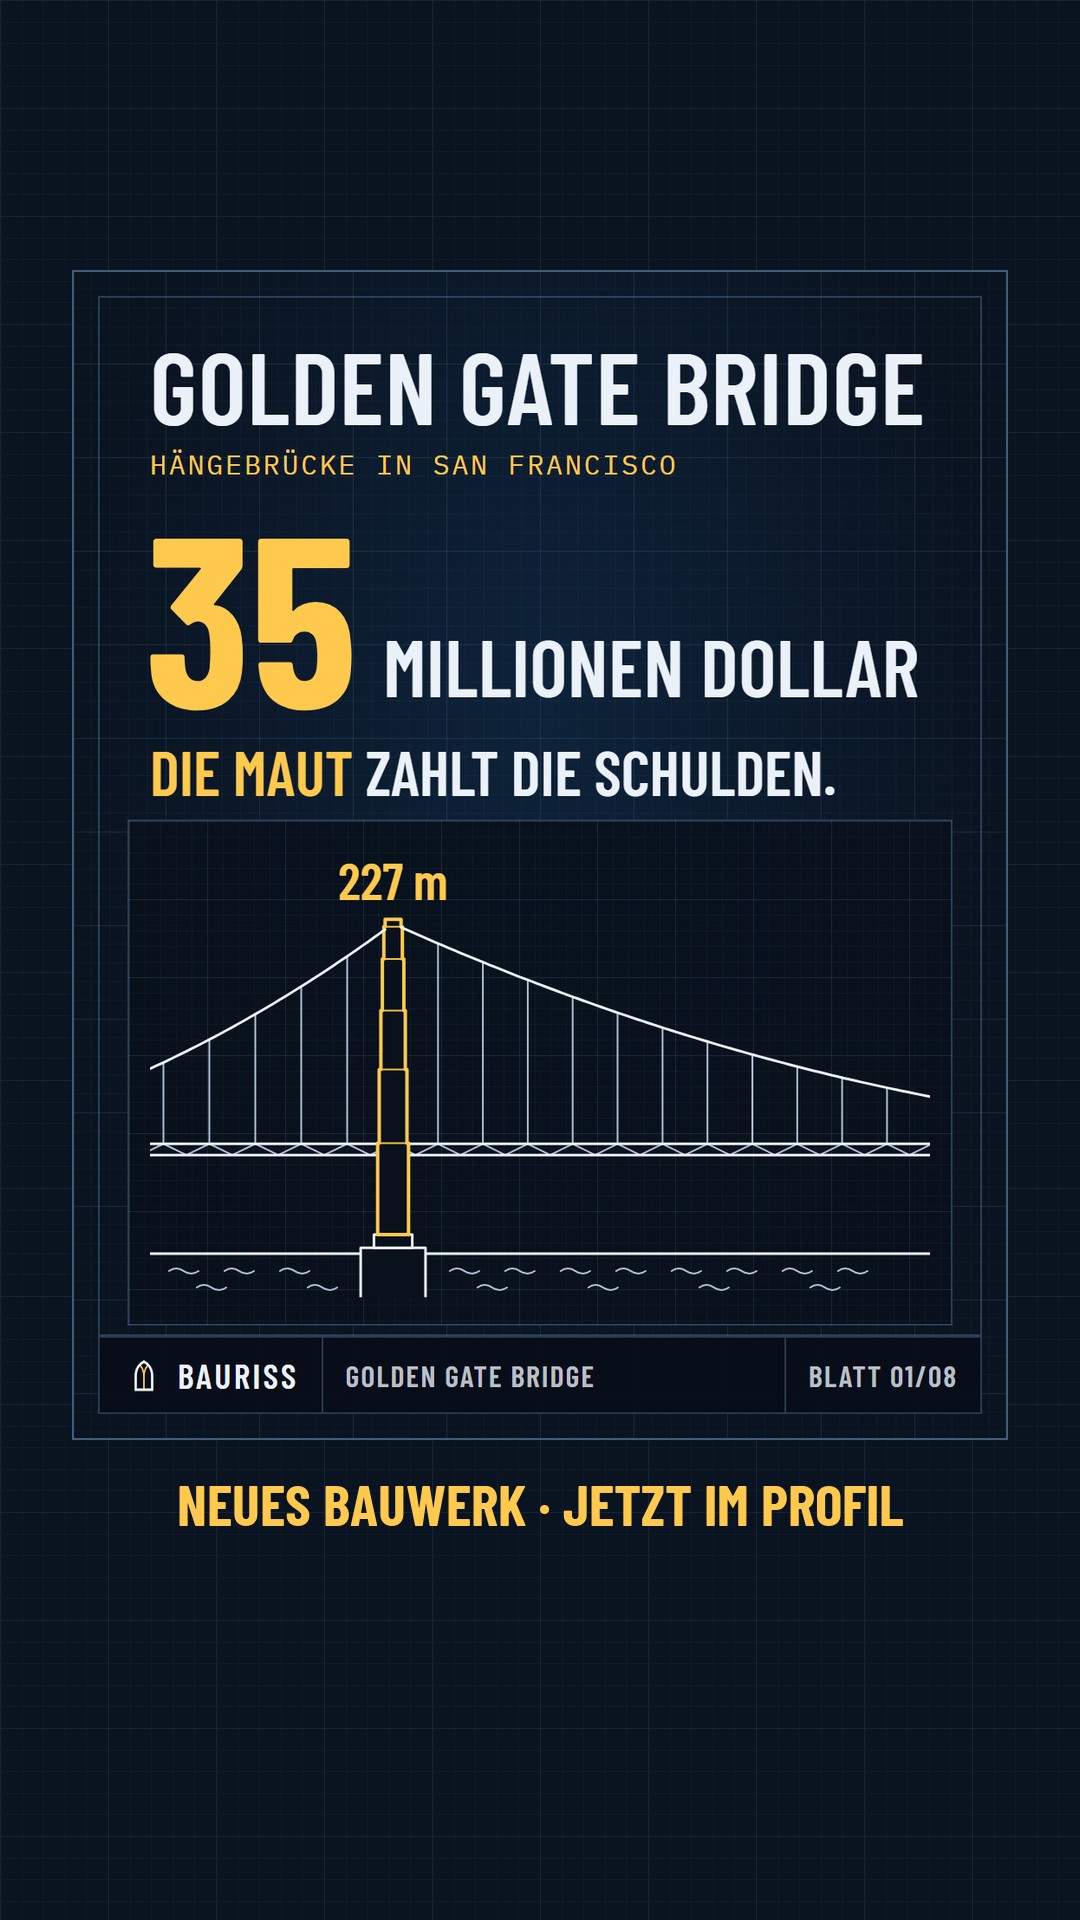 GOLDEN GATE BRIDGE
HÄNGEBRÜCKE IN SAN FRANCISCO
35 MILLIONEN DOLLAR
DIE MAUT ZAHLT DIE SCHULDEN.
227 m
BAURISS
GOLDEN GATE BRIDGE
BLATT 01/08
NEUES BAUWERK · JETZT IM PROFIL